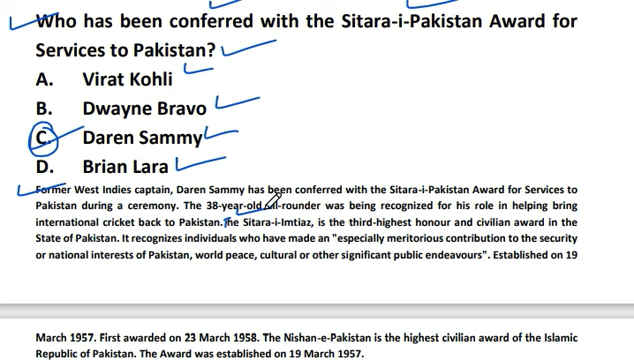 Who has been conferred with the Sitara-i-Pakistan Award for
Services to Pakistan?
A. Virat Kohli
B. Dwayne Bravo
C. Daren Sammy
D. Brian Lara
Former West Indies captain, Daren Sammy has been conferred with the Sitara-i-Pakistan Award for Services to
Pakistan during a ceremony. The 38-year-old all-rounder was being recognized for his role in helping bring
international cricket back to Pakistan.The Sitara-i-Imtiaz, is the third-highest honour and civilian award in the
State of Pakistan. It recognizes individuals who have made an "especially meritorious contribution to the security
or national interests of Pakistan, world peace, cultural or other significant public endeavours". Established on 19
March 1957. First awarded on 23 March 1958. The Nishan-e-Pakistan is the highest civilian award of the Islamic
Republic of Pakistan. The Award was established on 19 March 1957.